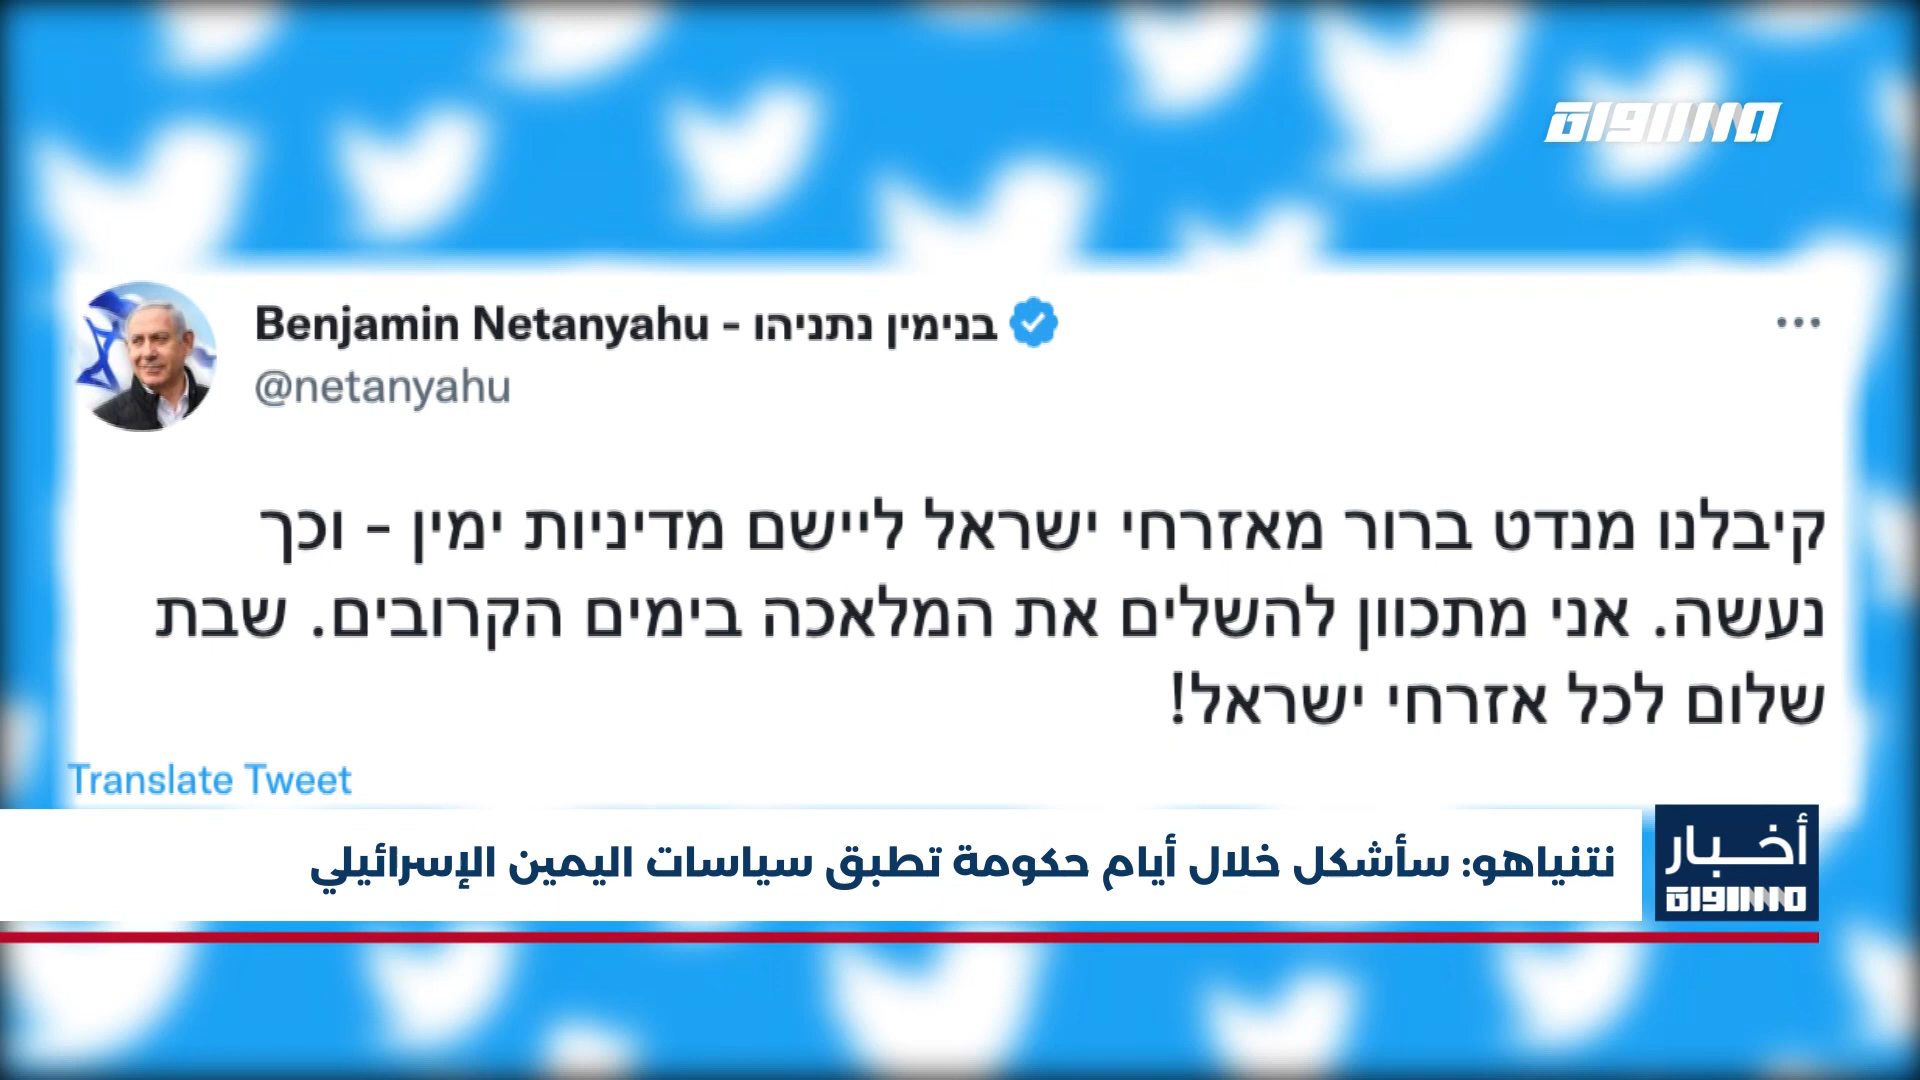 مساواة
Benjamin Netanyahu - בנימין נתניהו
@netanyahu
קיבלנו מנדט ברור מאזרחי ישראל ליישם מדיניות ימין - וכך
נעשה. אני מתכוון להשלים את המלאכה בימים הקרובים. שבת
שלום לכל אזרחי ישראל!
Translate Tweet
نتنياهو: سأشكل خلال أيام حكومة تطبق سياسات اليمين الإسرائيلي
أخبار
مساواة